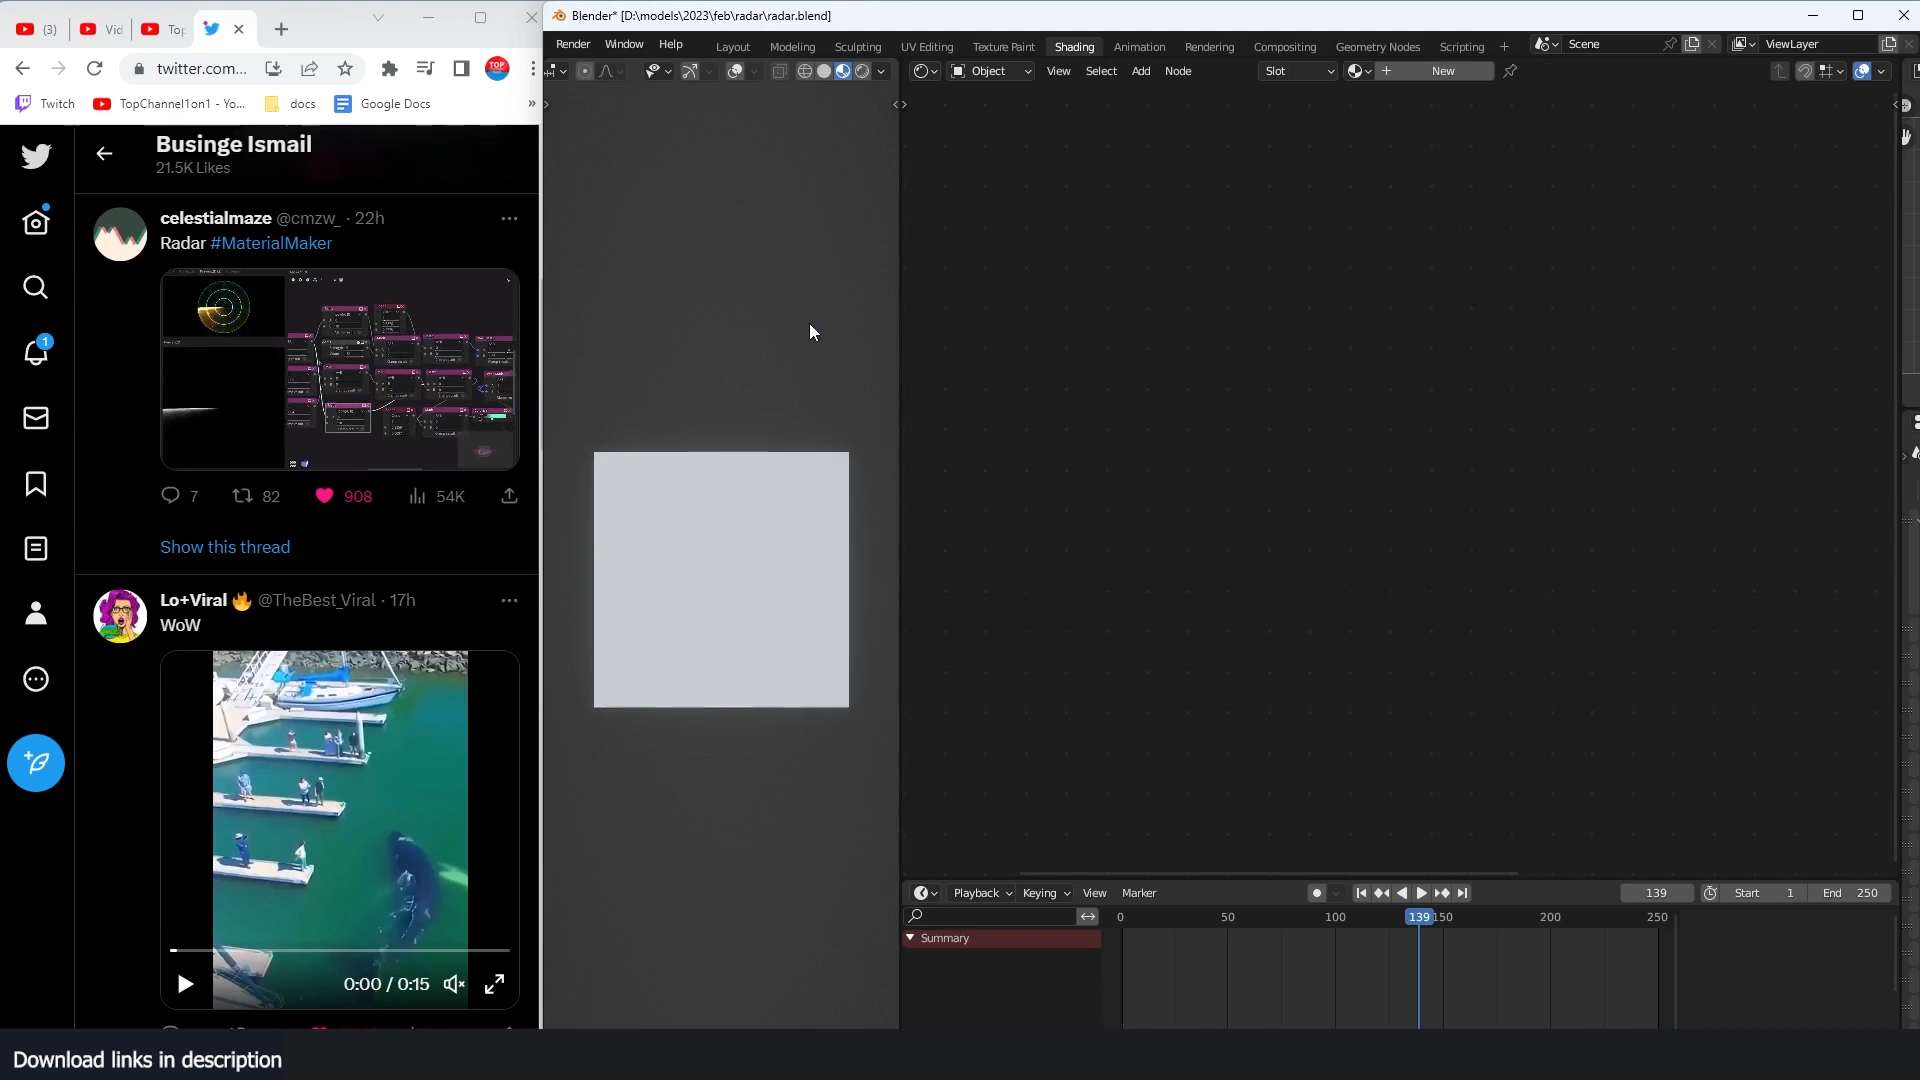 (3)
Vid
Top
Blender* [D:\models\2023\feb\radar\radar.blend]
Render Window Help Layout Modeling Sculpting UV Editing Texture Paint Shading Animation Rendering Compositing Geometry Nodes Scripting + Scene ViewLayer
twitter.com...
Object View Select Add Node Slot New
Twitch TopChannel1on1 - Yo... docs Google Docs »
Businge Ismail
21.5K Likes
celestialmaze @cmzw_ · 22h
Radar #MaterialMaker
1
7 82 908 54K
Show this thread
Lo+Viral @TheBest_Viral · 17h
WoW
0:00 / 0:15
Playback Keying View Marker 139 Start 1 End 250
0 50 100 139 150 200 250
Summary
Download links in description